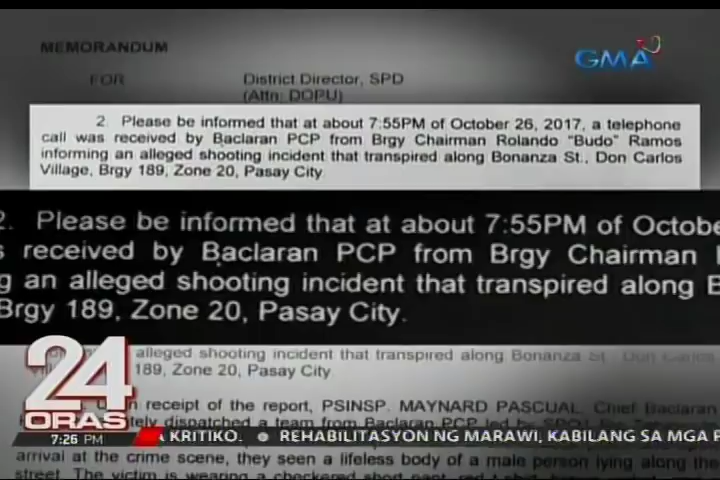 MEMORANDUM
GMA
FOR District Director, SPD
(Attn: DOPU)
2. Please be informed that at about 7:55PM of October 26, 2017, a telephone
call was received by Baclaran PCP from Brgy Chairman Rolando "Budo" Ramos
informing an alleged shooting incident that transpired along Bonanza St., Don Carlos
Village, Brgy 189, Zone 20, Pasay City
2. Please be informed that at about 7:55PM of Octobe
s received by Baclaran PCP from Brgy Chairman
g an alleged shooting incident that transpired along B
Brgy 189, Zone 20, Pasay City.
alleged shooting incident that transpired along Bonanza St., Don Carlos
189, Zone 20, Pasay City
receipt of the report, PSINSP. MAYNARD PASCUAL, Chief Baclaran
dispatched a team from Baclaran PCP led by
24
ORAS
7:26 PM
A KRITIKO. REHABILITASYON NG MARAWI, KABILANG SA MGA P
arrival at the crime scene, they seen a lifeless body of a male person lying along the
street. The victim is wearing a checkered short pant, red